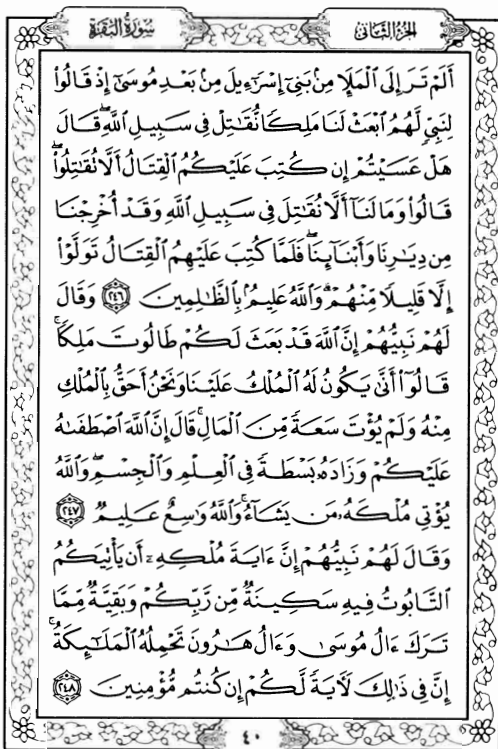 سُورَةُ البَقَرَةِ
الجُزْءُ الثَّانِي
أَلَمْ تَرَ إِلَى ٱلْمَلَإِ مِنۢ بَنِىٓ إِسْرَٰٓءِيلَ مِنۢ بَعْدِ مُوسَىٰٓ إِذْ قَالُوا۟
لِنَبِىٍّ لَّهُمُ ٱبْعَثْ لَنَا مَلِكًا نُّقَٰتِلْ فِى سَبِيلِ ٱللَّهِ ۖ قَالَ
هَلْ عَسَيْتُمْ إِن كُتِبَ عَلَيْكُمُ ٱلْقِتَالُ أَلَّا تُقَٰتِلُوا۟ ۖ
قَالُوا۟ وَمَا لَنَآ أَلَّا نُقَٰتِلَ فِى سَبِيلِ ٱللَّهِ وَقَدْ أُخْرِجْنَا
مِن دِيَٰرِنَا وَأَبْنَآئِنَا ۖ فَلَمَّا كُتِبَ عَلَيْهِمُ ٱلْقِتَالُ تَوَلَّوْا۟
إِلَّا قَلِيلًا مِّنْهُمْ ۗ وَٱللَّهُ عَلِيمٌۢ بِٱلظَّٰلِمِينَ ﴿٢٤٦﴾ وَقَالَ
لَهُمْ نَبِيُّهُمْ إِنَّ ٱللَّهَ قَدْ بَعَثَ لَكُمْ طَالُوتَ مَلِكًا ۚ
قَالُوٓا۟ أَنَّىٰ يَكُونُ لَهُ ٱلْمُلْكُ عَلَيْنَا وَنَحْنُ أَحَقُّ بِٱلْمُلْكِ
مِنْهُ وَلَمْ يُؤْتَ سَعَةً مِّنَ ٱلْمَالِ ۚ قَالَ إِنَّ ٱللَّهَ ٱصْطَفَىٰهُ
عَلَيْكُمْ وَزَادَهُۥ بَسْطَةً فِى ٱلْعِلْمِ وَٱلْجِسْمِ ۖ وَٱللَّهُ
يُؤْتِى مُلْكَهُۥ مَن يَشَآءُ ۚ وَٱللَّهُ وَٰسِعٌ عَلِيمٌ ﴿٢٤٧﴾
وَقَالَ لَهُمْ نَبِيُّهُمْ إِنَّ ءَايَةَ مُلْكِهِۦٓ أَن يَأْتِيَكُمُ
ٱلتَّابُوتُ فِيهِ سَكِينَةٌ مِّن رَّبِّكُمْ وَبَقِيَّةٌ مِّمَّا
تَرَكَ ءَالُ مُوسَىٰ وَءَالُ هَٰرُونَ تَحْمِلُهُ ٱلْمَلَٰٓئِكَةُ ۚ
إِنَّ فِى ذَٰلِكَ لَءَايَةً لَّكُمْ إِن كُنتُم مُّؤْمِنِينَ ﴿٢٤٨﴾
٤٠